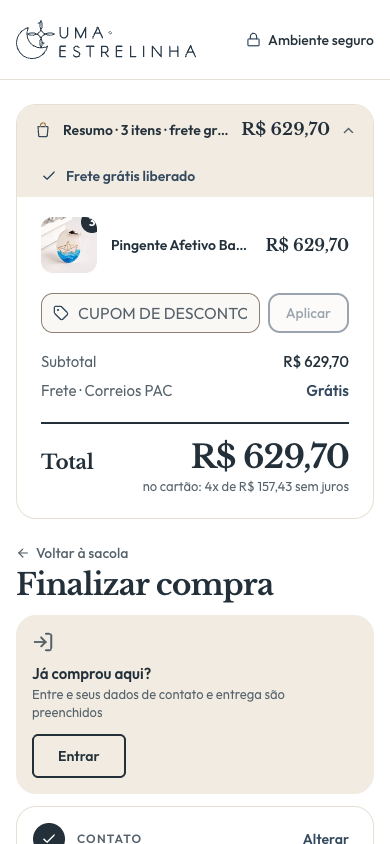 UMA
ESTRELINHA
Ambiente seguro
Resumo · 3 itens · frete gr... R$ 629,70
Frete grátis liberado
Pingente Afetivo Ba... R$ 629,70
CUPOM DE DESCONTO Aplicar
Subtotal R$ 629,70
Frete · Correios PAC Grátis
Total R$ 629,70
no cartão: 4x de R$ 157,43 sem juros
Voltar à sacola
Finalizar compra
Já comprou aqui?
Entre e seus dados de contato e entrega são
preenchidos
Entrar
CONTATO Alterar